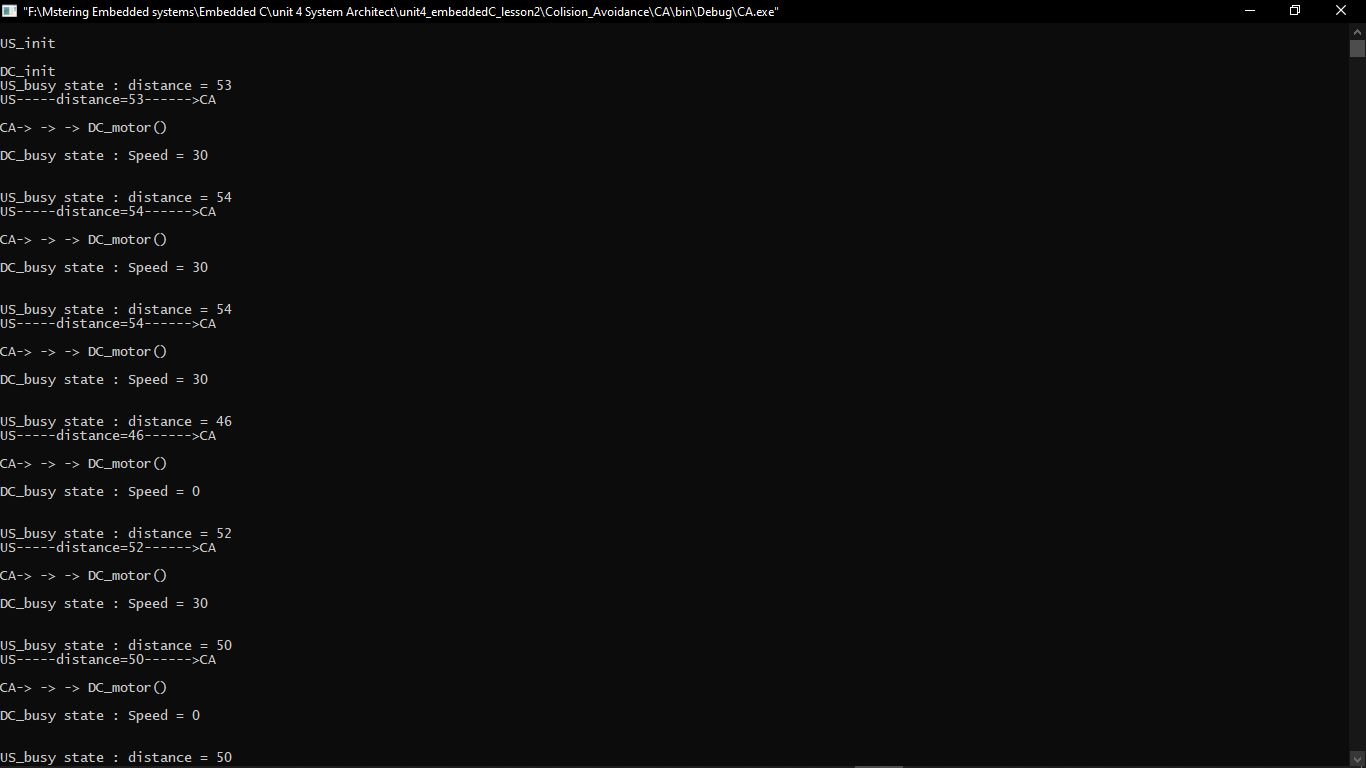 "F:\Mstering Embedded systems\Embedded C\unit 4 System Architect\unit4_embeddedC_lesson2\Colision_Avoidance\CA\bin\Debug\CA.exe"
US_init
DC_init
US_busy state : distance = 53
US-----distance=53------>CA
CA-> -> -> DC_motor()
DC_busy state : Speed = 30
US_busy state : distance = 54
US-----distance=54------>CA
CA-> -> -> DC_motor()
DC_busy state : Speed = 30
US_busy state : distance = 54
US-----distance=54------>CA
CA-> -> -> DC_motor()
DC_busy state : Speed = 30
US_busy state : distance = 46
US-----distance=46------>CA
CA-> -> -> DC_motor()
DC_busy state : Speed = 0
US_busy state : distance = 52
US-----distance=52------>CA
CA-> -> -> DC_motor()
DC_busy state : Speed = 30
US_busy state : distance = 50
US-----distance=50------>CA
CA-> -> -> DC_motor()
DC_busy state : Speed = 0
US_busy state : distance = 50